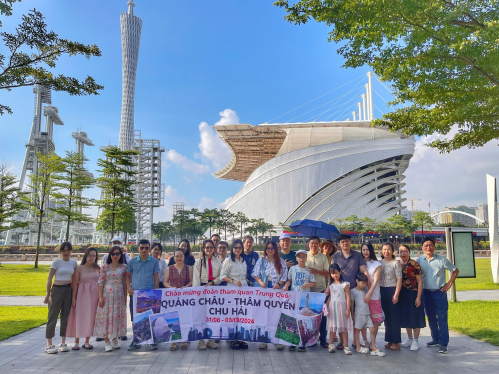 Chào mừng đoàn tham quan Trung Quốc
QUẢNG CHÂU - THÂM QUYẾN
CHU HẢI
31/08 - 03/09/2024